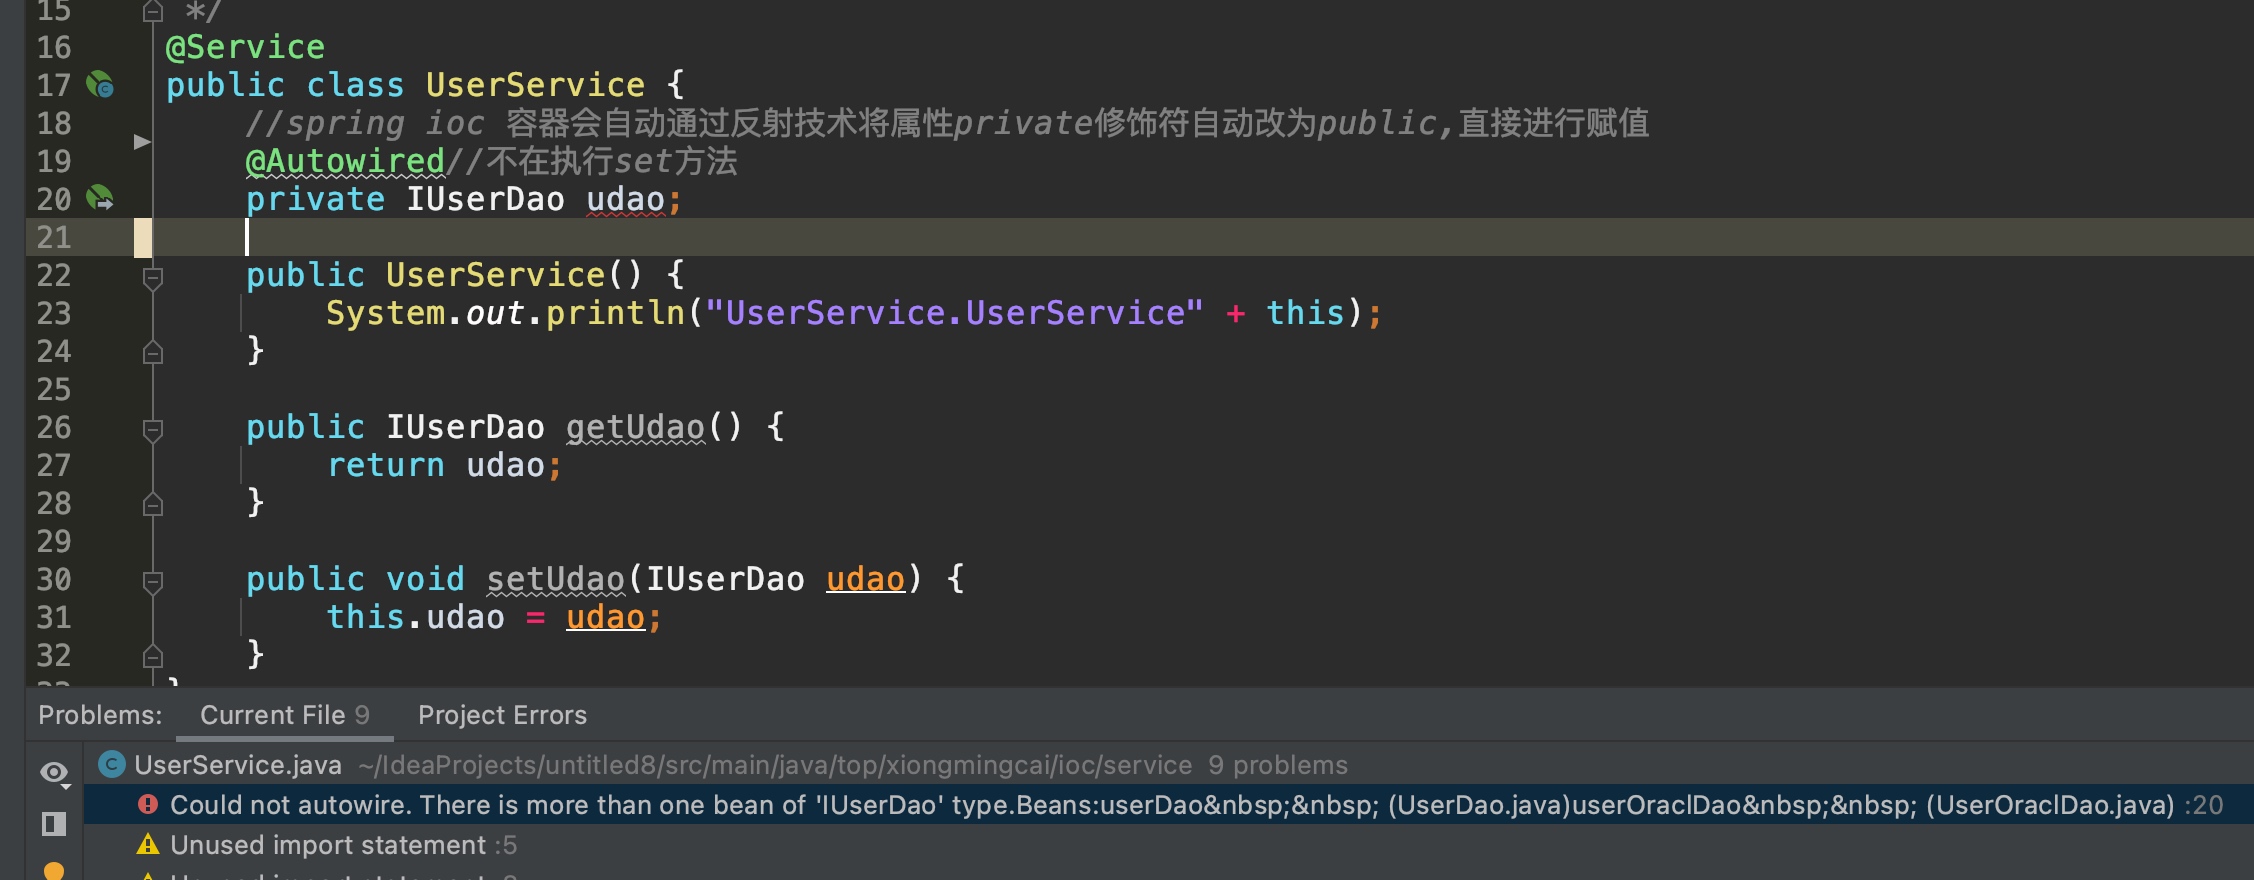 15 */
16 @Service
17 public class UserService {
18 //spring ioc 容器会自动通过反射技术将属性private修饰符自动改为public,直接进行赋值
19 @Autowired//不在执行set方法
20 private IUserDao udao;
21
22 public UserService() {
23 System.out.println("UserService.UserService" + this);
24 }
25
26 public IUserDao getUdao() {
27 return udao;
28 }
29
30 public void setUdao(IUserDao udao) {
31 this.udao = udao;
32 }
Problems: Current File 9 Project Errors
UserService.java ~/IdeaProjects/untitled8/src/main/java/top/xiongmingcai/ioc/service 9 problems
Could not autowire. There is more than one bean of 'IUserDao' type.Beans:userDao&nbsp;&nbsp; (UserDao.java)userOraclDao&nbsp;&nbsp; (UserOraclDao.java) :20
Unused import statement :5